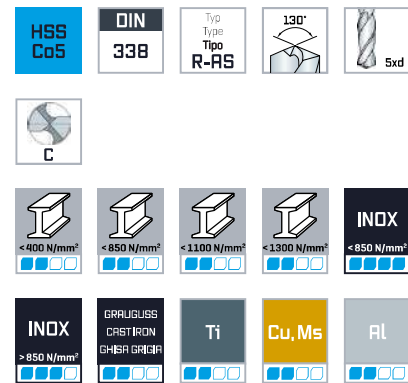 HSS
Co5
DIN
338
Typ
Type
Tipo
R-AS
130°
5xd
C
<400 N/mm²
<850 N/mm²
<1100 N/mm²
<1300 N/mm²
INOX
<850 N/mm²
INOX
>850 N/mm²
GRAUGUSS
CAST IRON
GHISA GRIGIA
Ti
Cu, Ms
Al